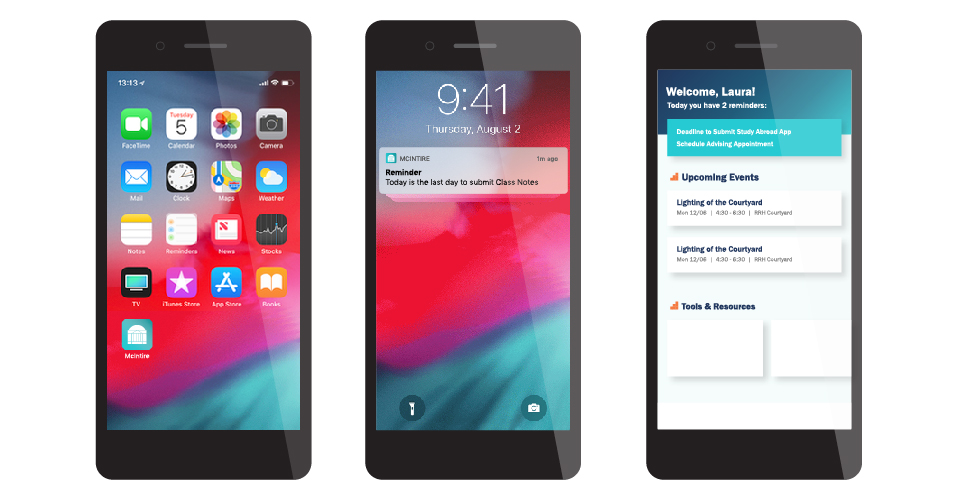 13:13
Tuesday
5
FaceTime
Calendar
Photos
Camera
Mail
Clock
Maps
Weather
Notes
Reminders
News
Stocks
TV
iTunes Store
App Store
Books
McIntire
9:41
Thursday, August 2
MCINTIRE
1m ago
Reminder
Today is the last day to submit Class Notes
Welcome, Laura!
Today you have 2 reminders:
Deadline to Submit Study Abroad App
Schedule Advising Appointment
Upcoming Events
Lighting of the Courtyard
Mon 12/06 | 4:30 - 6:30 | RRH Courtyard
Lighting of the Courtyard
Mon 12/06 | 4:30 - 6:30 | RRH Courtyard
Tools & Resources